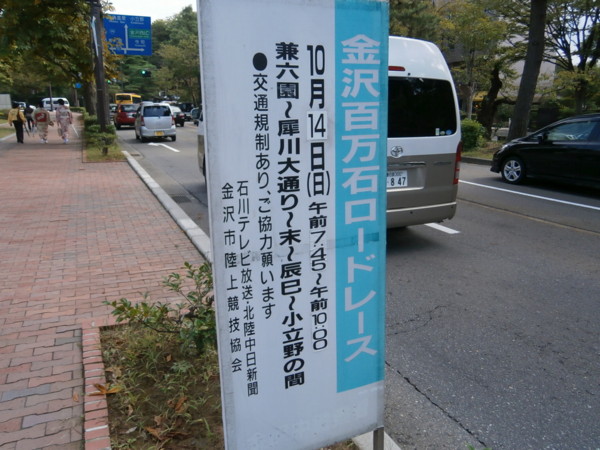 金沢百万石ロードレース
10月14日(日)午前7:45〜午前10:00
兼六園〜犀川大通り〜末〜辰巳〜小立野の間
●交通規制あり、ご協力願います
石川テレビ放送・北陸中日新聞
金沢市陸上競技協会
847